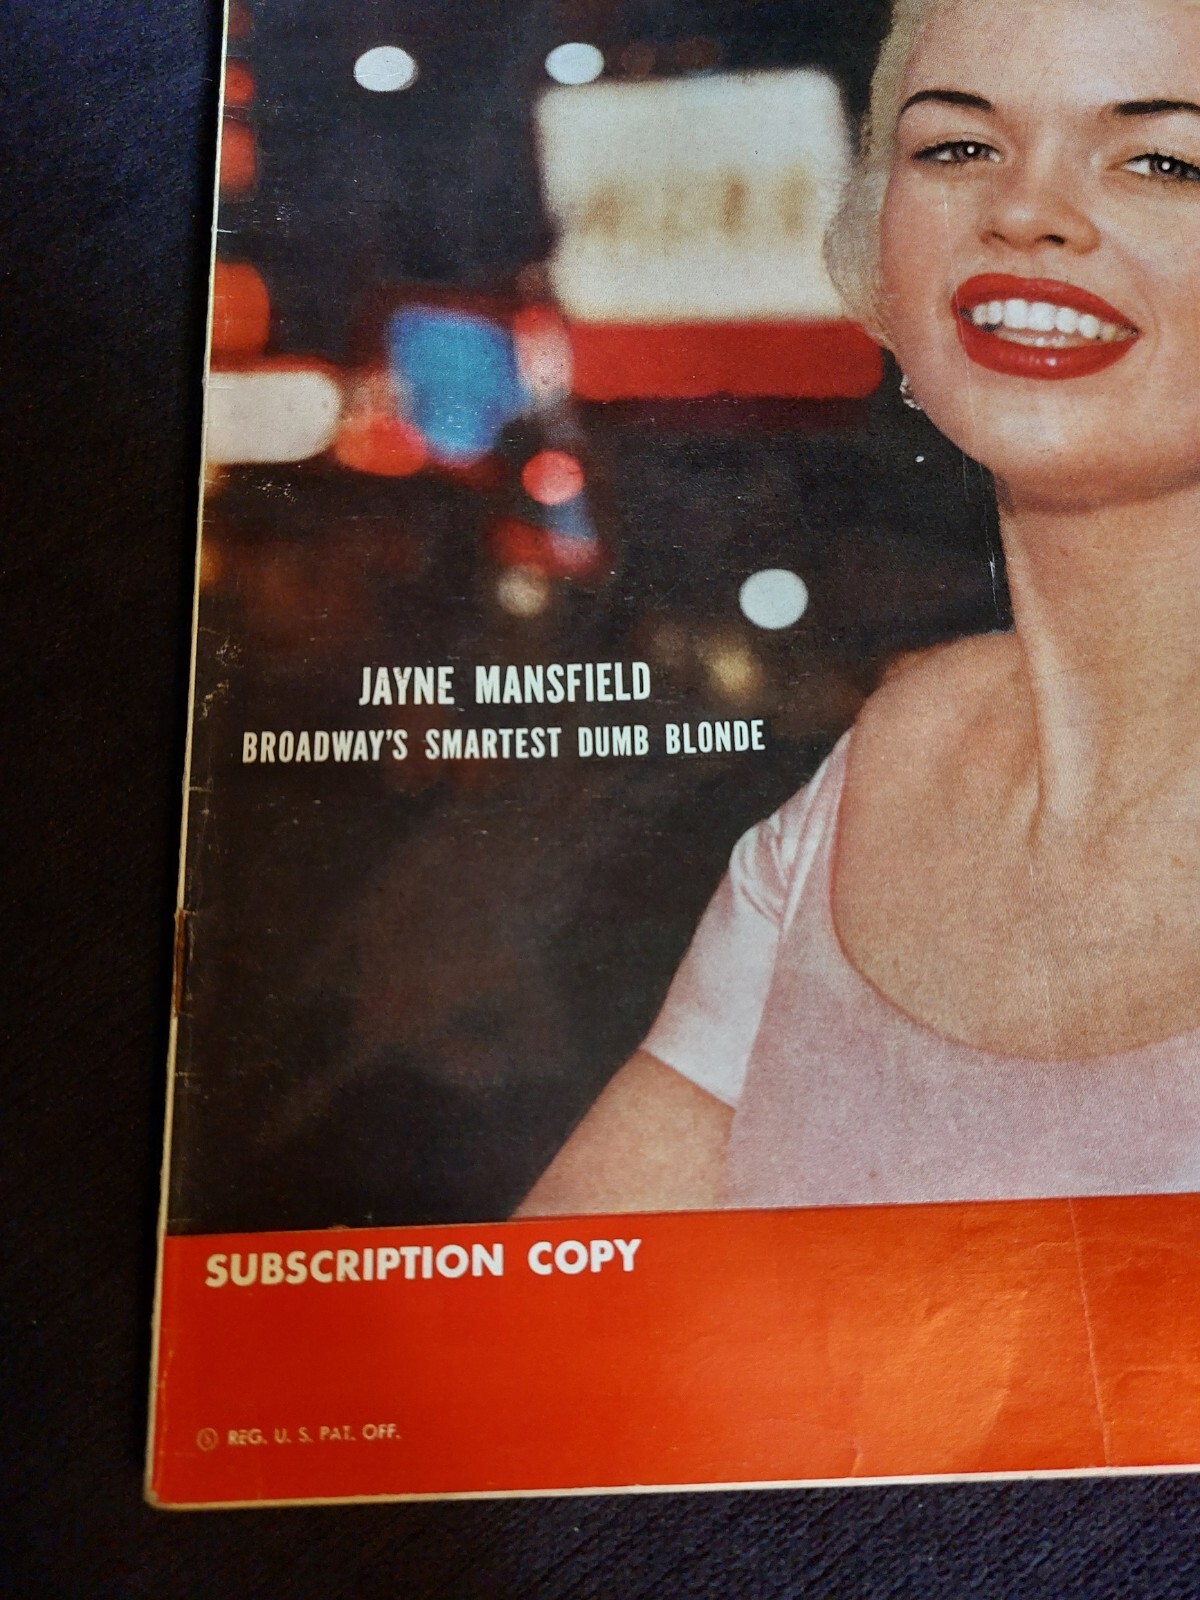 JAYNE MANSFIELD
BROADWAY'S SMARTEST DUMB BLONDE
SUBSCRIPTION COPY
REG. U. S. PAT. OFF.